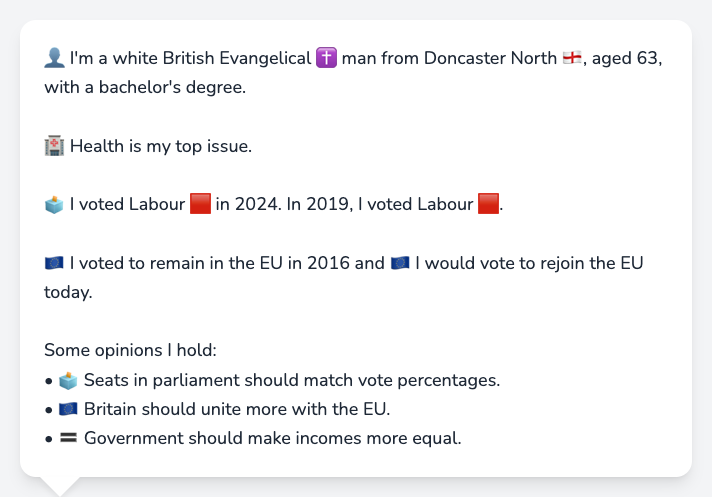 👤 I'm a white British Evangelical ✝️ man from Doncaster North 🏴󠁧󠁢󠁥󠁮󠁧󠁿, aged 63,
with a bachelor's degree.
🏥 Health is my top issue.
🗳️ I voted Labour 🟥 in 2024. In 2019, I voted Labour 🟥.
🇪🇺 I voted to remain in the EU in 2016 and 🇪🇺 I would vote to rejoin the EU
today.
Some opinions I hold:
• 🗳️ Seats in parliament should match vote percentages.
• 🇪🇺 Britain should unite more with the EU.
• 🟰 Government should make incomes more equal.